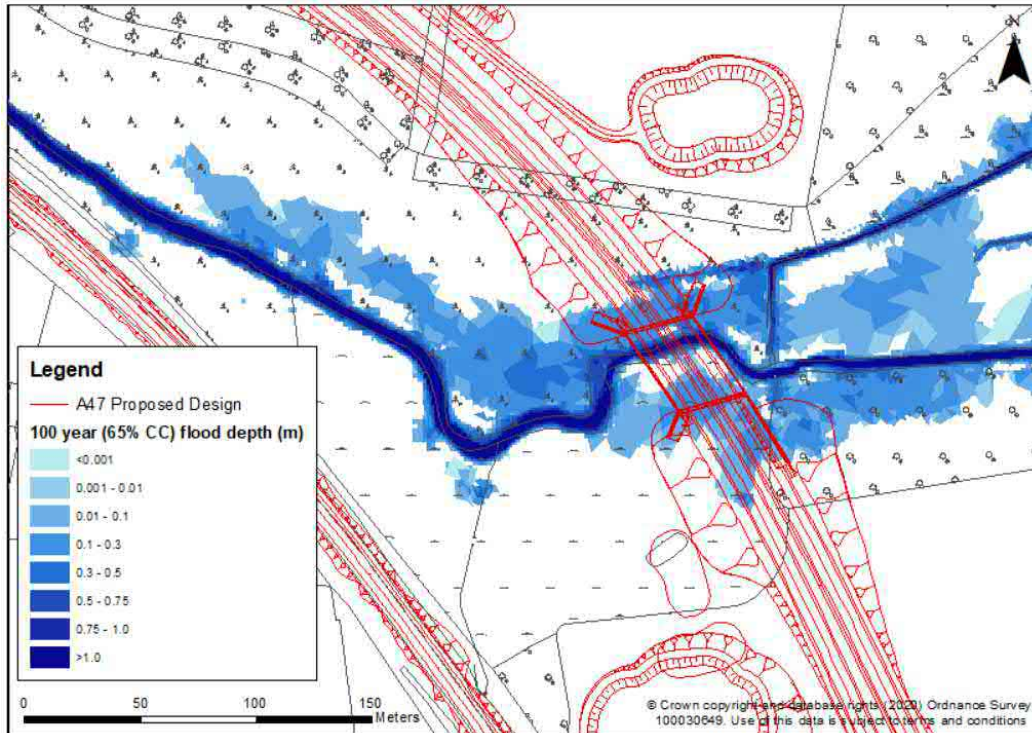 N
Legend
A47 Proposed Design
100 year (65% CC) flood depth (m)
<0.001
0.001 - 0.01
0.01 - 0.1
0.1 - 0.3
0.3 - 0.5
0.5 - 0.75
0.75 - 1.0
>1.0
0 50 100 150
Meters
© Crown copyright and database rights (2020) Ordnance Survey
100030649. Use of this data is subject to terms and conditions